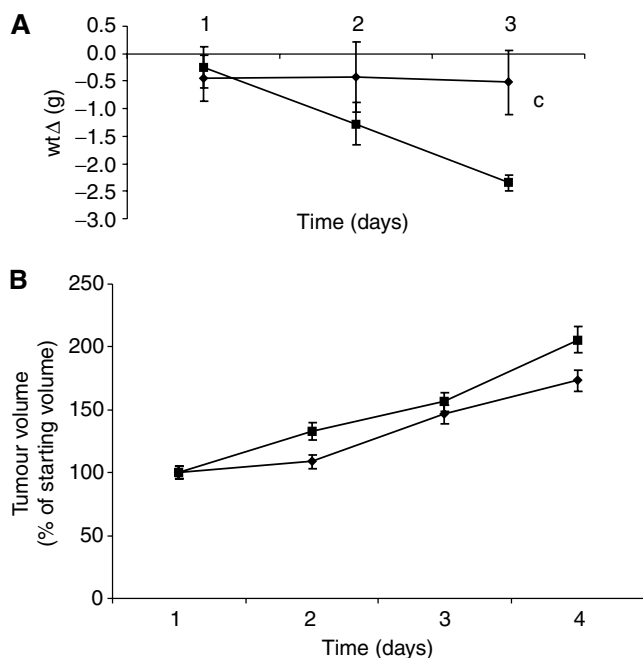 A
0.5
0.0
−0.5
−1.0
−1.5
−2.0
−2.5
−3.0
wtΔ (g)
1 2 3
c
Time (days)
B
250
200
150
100
50
0
Tumour volume
(% of starting volume)
1 2 3 4
Time (days)